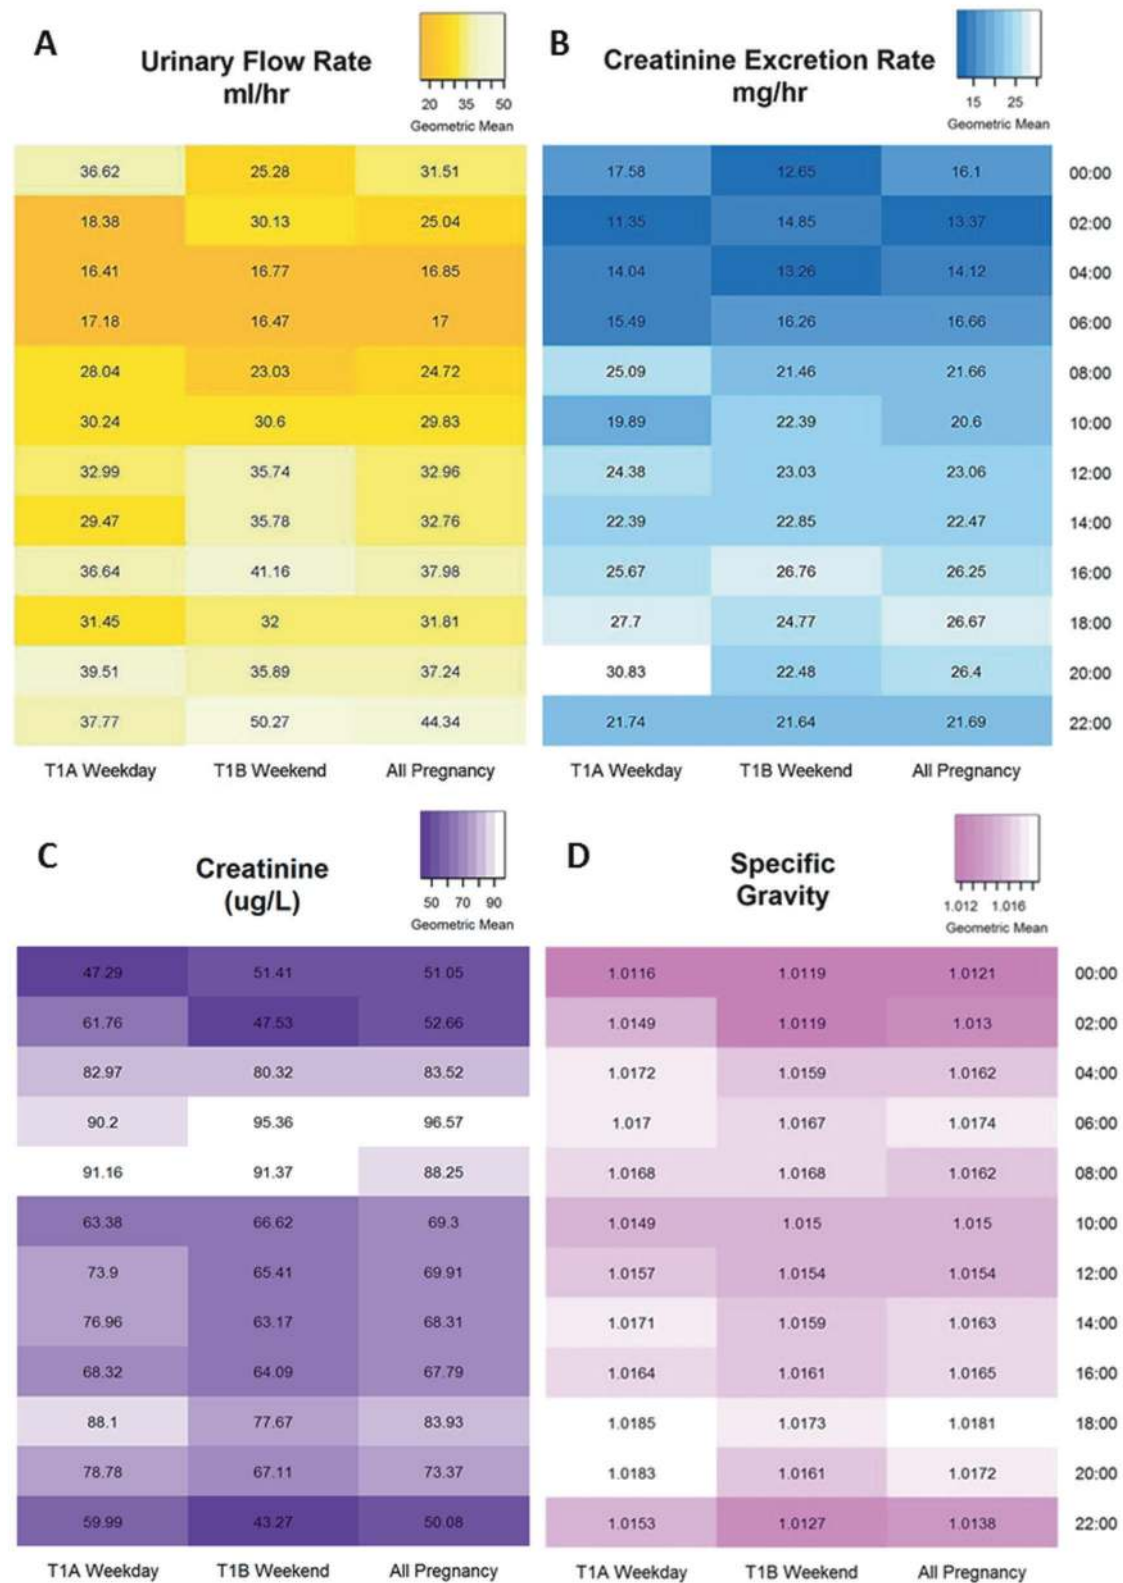 A
Urinary Flow Rate
ml/hr
20 35 50
Geometric Mean
B
Creatinine Excretion Rate
mg/hr
15 25
Geometric Mean
36.62 25.28 31.51 17.58 12.65 16.1 00:00
18.38 30.13 25.04 11.35 14.85 13.37 02:00
16.41 16.77 16.85 14.04 13.26 14.12 04:00
17.18 16.47 17 15.49 16.26 16.66 06:00
28.04 23.03 24.72 25.09 21.46 21.66 08:00
30.24 30.6 29.83 19.89 22.39 20.6 10:00
32.99 35.74 32.96 24.38 23.03 23.06 12:00
29.47 35.78 32.76 22.39 22.85 22.47 14:00
36.64 41.16 37.98 25.67 26.76 26.25 16:00
31.45 32 31.81 27.7 24.77 26.67 18:00
39.51 35.89 37.24 30.83 22.48 26.4 20:00
37.77 50.27 44.34 21.74 21.64 21.69 22:00
T1A Weekday T1B Weekend All Pregnancy T1A Weekday T1B Weekend All Pregnancy
C
Creatinine
(ug/L)
50 70 90
Geometric Mean
D
Specific
Gravity
1.012 1.016
Geometric Mean
47.29 51.41 51.05 1.0116 1.0119 1.0121 00:00
61.76 47.53 52.66 1.0149 1.0119 1.013 02:00
82.97 80.32 83.52 1.0172 1.0159 1.0162 04:00
90.2 95.36 96.57 1.017 1.0167 1.0174 06:00
91.16 91.37 88.25 1.0168 1.0168 1.0162 08:00
63.38 66.62 69.3 1.0149 1.015 1.015 10:00
73.9 65.41 69.91 1.0157 1.0154 1.0154 12:00
76.96 63.17 68.31 1.0171 1.0159 1.0163 14:00
68.32 64.09 67.79 1.0164 1.0161 1.0165 16:00
88.1 77.67 83.93 1.0185 1.0173 1.0181 18:00
78.78 67.11 73.37 1.0183 1.0161 1.0172 20:00
59.99 43.27 50.08 1.0153 1.0127 1.0138 22:00
T1A Weekday T1B Weekend All Pregnancy T1A Weekday T1B Weekend All Pregnancy